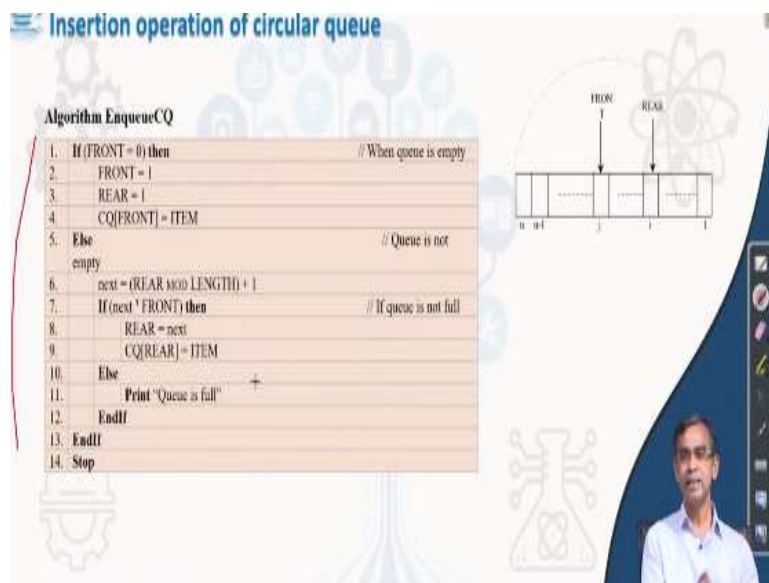 Insertion operation of circular queue
Algorithm EnqueueCQ
1. If (FRONT = 0) then // When queue is empty
2. FRONT = 1
3. REAR = 1
4. CQ[FRONT] = ITEM
5. Else // Queue is not
empty
6. next = (REAR MOD LENGTH) + 1
7. If (next ' FRONT) then // If queue is not full
8. REAR = next
9. CQ[REAR] = ITEM
10. Else
11. Print "Queue is full"
12. EndIf
13. EndIf
14. Stop
FRON
T
REAR
n n-1 j i 1